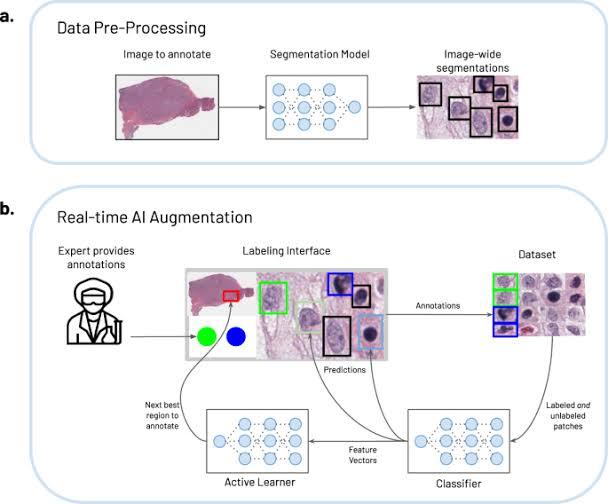 a.
Data Pre-Processing
Image to annotate
Segmentation Model
Image-wide
segmentations
b.
Real-time AI Augmentation
Expert provides
annotations
Labeling Interface
Dataset
Annotations
Predictions
Next best
region to
annotate
Feature
Vectors
Labeled and
unlabeled
patches
Active Learner
Classifier